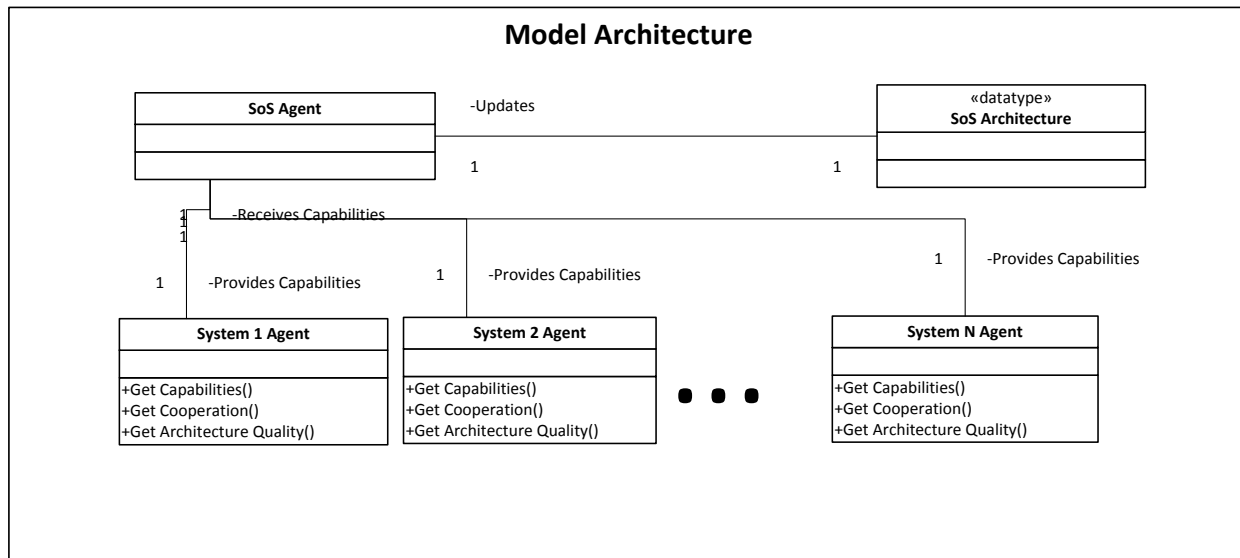 Model Architecture
SoS Agent
-Updates
«datatype»
SoS Architecture
1
1
1
1
1
-Receives Capabilities
1
-Provides Capabilities
1
-Provides Capabilities
1
-Provides Capabilities
System 1 Agent
+Get Capabilities()
+Get Cooperation()
+Get Architecture Quality()
System 2 Agent
+Get Capabilities()
+Get Cooperation()
+Get Architecture Quality()
System N Agent
+Get Capabilities()
+Get Cooperation()
+Get Architecture Quality()